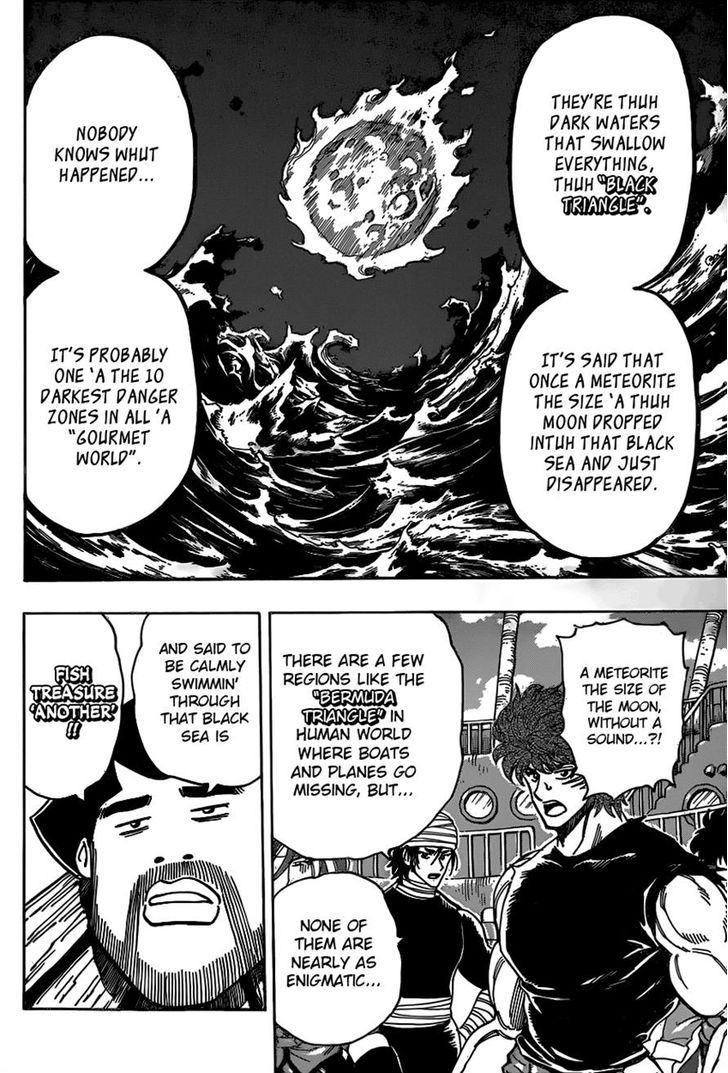 THEY'RE THUH
DARK WATERS
THAT SWALLOW
EVERYTHING,
THUH "BLACK
TRIANGLE".
IT'S SAID THAT
ONCE A METEORITE
THE SIZE 'A THUH
MOON DROPPED
INTUH THAT BLACK
SEA AND JUST
DISAPPEARED.
NOBODY
KNOWS WHUT
HAPPENED...
IT'S PROBABLY
ONE 'A THE 10
DARKEST DANGER
ZONES IN ALL 'A
"GOURMET
WORLD".
A METEORITE
THE SIZE OF
THE MOON,
WITHOUT A
SOUND...?!
THERE ARE A FEW
REGIONS LIKE THE
"BERMUDA
TRIANGLE" IN
HUMAN WORLD
WHERE BOATS
AND PLANES GO
MISSING, BUT...
NONE OF
THEM ARE
NEARLY AS
ENIGMATIC...
AND SAID TO
BE CALMLY
SWIMMIN'
THROUGH
THAT BLACK
SEA IS
FISH
TREASURE
'ANOTHER'
!!